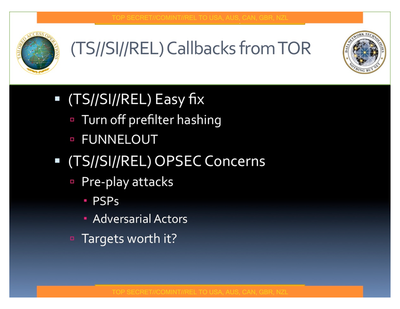 TOP SECRET//COMINT//REL TO USA, AUS, CAN, GBR, NZL
(TS//SI//REL) Callbacks from TOR
(TS//SI//REL) Easy fix
Turn off prefilter hashing
FUNNELOUT
(TS//SI//REL) OPSEC Concerns
Pre-play attacks
PSPs
Adversarial Actors
Targets worth it?
TOP SECRET//COMINT//REL TO USA, AUS, CAN, GBR, NZL